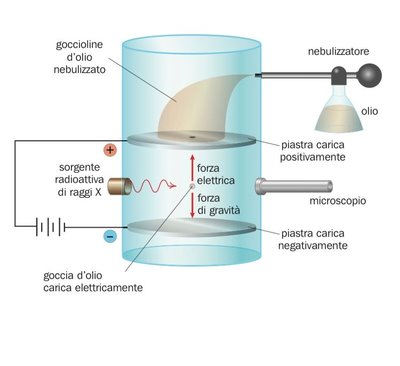 goccioline
d'olio
nebulizzato
nebulizzatore
olio
+
piastra carica
positivamente
sorgente
radioattiva
di raggi X
forza
elettrica
forza
di gravità
microscopio
–
piastra carica
negativamente
goccia d'olio
carica elettricamente